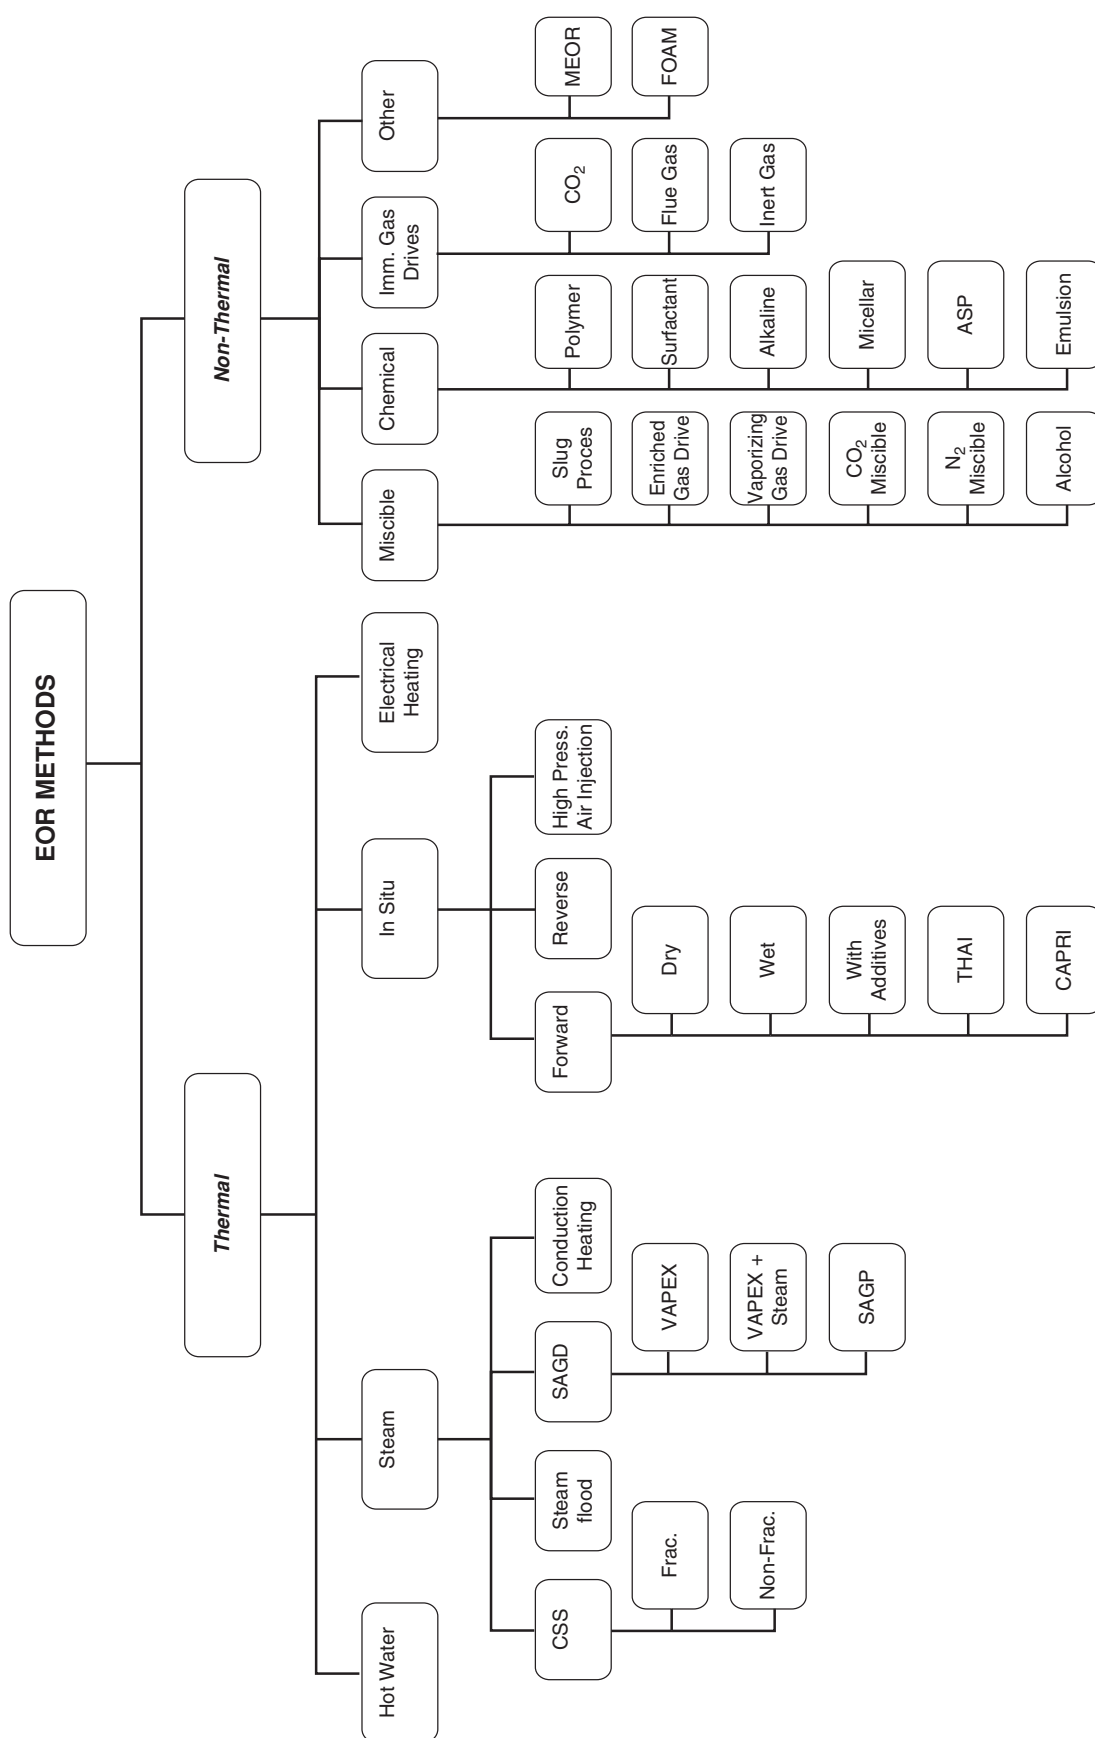 EOR METHODS
Thermal
Non-Thermal
Hot Water
Steam
In Situ
Electrical
Heating
Miscible
Chemical
Imm. Gas
Drives
Other
CSS
Steam
flood
SAGD
Conduction
Heating
Forward
Reverse
High Press.
Air Injection
Frac.
Non-Frac.
VAPEX
VAPEX +
Steam
SAGP
Dry
Wet
With
Additives
THAI
CAPRI
Slug
Proces
Enriched
Gas Drive
Vaporizing
Gas Drive
CO₂
Miscible
N₂
Miscible
Alcohol
Polymer
Surfactant
Alkaline
Micellar
ASP
Emulsion
CO₂
Flue Gas
Inert Gas
MEOR
FOAM